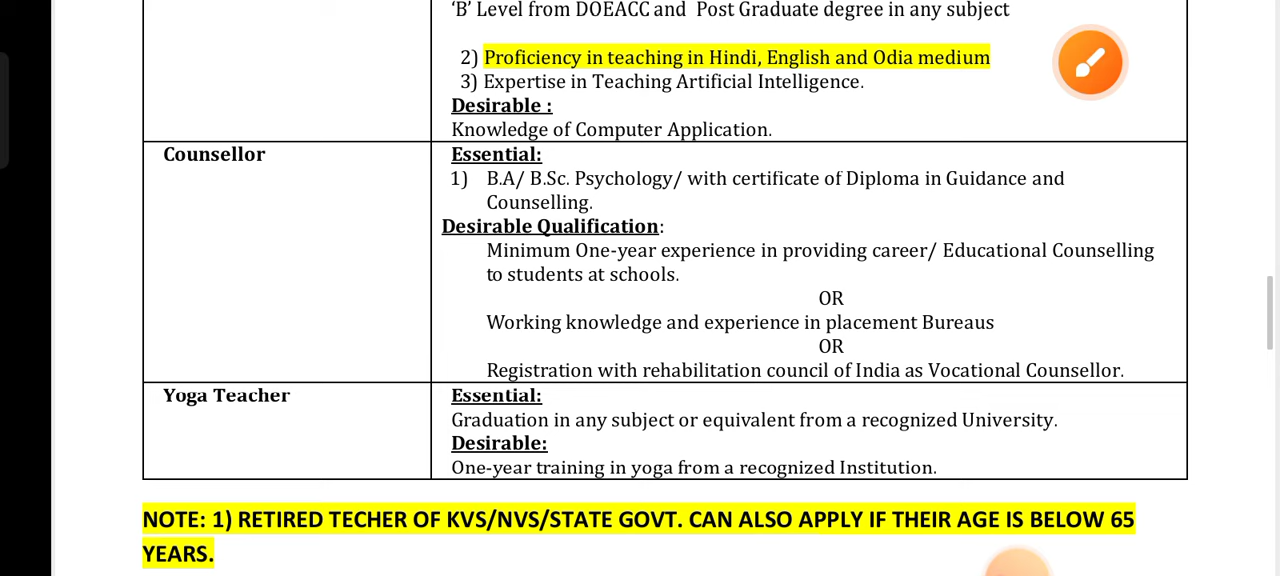 ‘B’ Level from DOEACC and Post Graduate degree in any subject
2) Proficiency in teaching in Hindi, English and Odia medium
3) Expertise in Teaching Artificial Intelligence.
Desirable :
Knowledge of Computer Application.
Counsellor
Essential:
1) B.A/ B.Sc. Psychology/ with certificate of Diploma in Guidance and
Counselling.
Desirable Qualification:
Minimum One-year experience in providing career/ Educational Counselling
to students at schools.
OR
Working knowledge and experience in placement Bureaus
OR
Registration with rehabilitation council of India as Vocational Counsellor.
Yoga Teacher
Essential:
Graduation in any subject or equivalent from a recognized University.
Desirable:
One-year training in yoga from a recognized Institution.
NOTE: 1) RETIRED TECHER OF KVS/NVS/STATE GOVT. CAN ALSO APPLY IF THEIR AGE IS BELOW 65
YEARS.